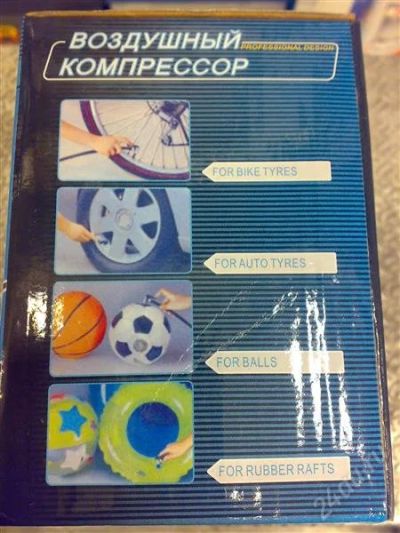 ВОЗДУШНЫЙ PROFESSIONAL DESIGN
КОМПРЕССОР
FOR BIKE TYRES
FOR AUTO TYRES
FOR BALLS
FOR RUBBER RAFTS